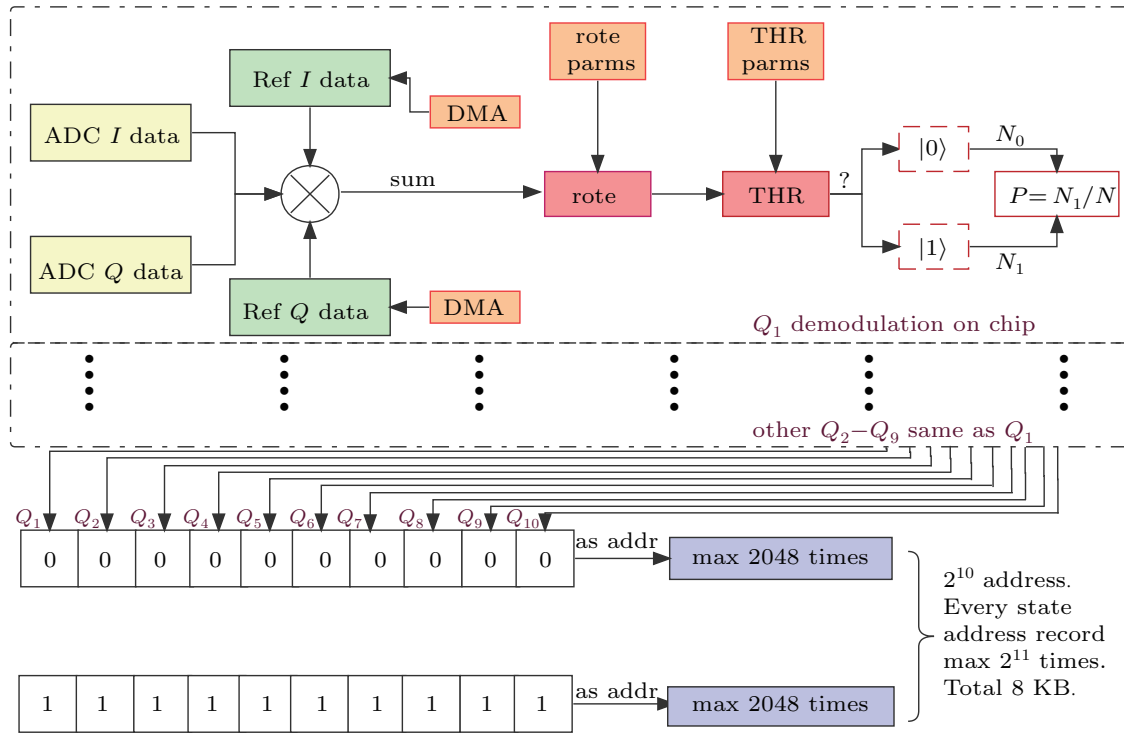 rote
parms
THR
parms
Ref I data
DMA
ADC I data
sum
rote
THR
?
|0⟩
N₀
P=N₁/N
|1⟩
N₁
ADC Q data
Ref Q data
DMA
Q₁ demodulation on chip
other Q₂−Q₉ same as Q₁
Q₁ Q₂ Q₃ Q₄ Q₅ Q₆ Q₇ Q₈ Q₉ Q₁₀
0 0 0 0 0 0 0 0 0 0
as addr
max 2048 times
2¹⁰ address.
Every state
address record
max 2¹¹ times.
Total 8 KB.
1 1 1 1 1 1 1 1 1 1
as addr
max 2048 times